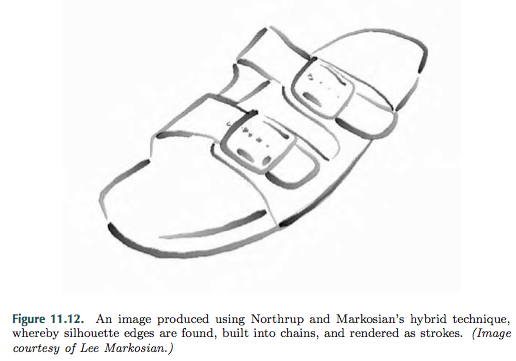 Figure 11.12. An image produced using Northrup and Markosian's hybrid technique,
whereby silhouette edges are found, built into chains, and rendered as strokes. (Image
courtesy of Lee Markosian.)